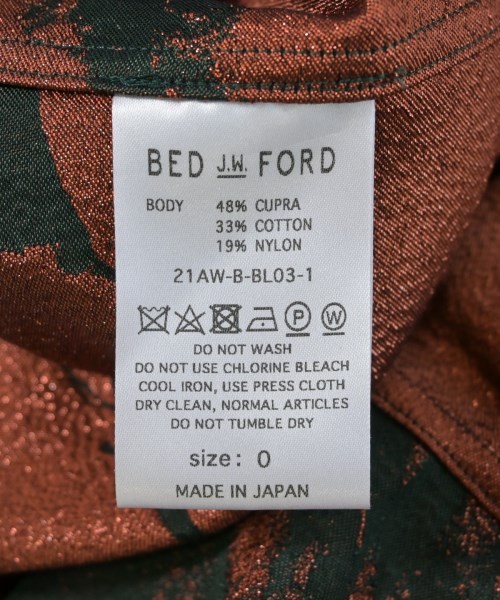 BED J.W. FORD
BODY 48% CUPRA
33% COTTON
19% NYLON
21AW-B-BL03-1
P W
DO NOT WASH
DO NOT USE CHLORINE BLEACH
COOL IRON, USE PRESS CLOTH
DRY CLEAN, NORMAL ARTICLES
DO NOT TUMBLE DRY
size: 0
MADE IN JAPAN